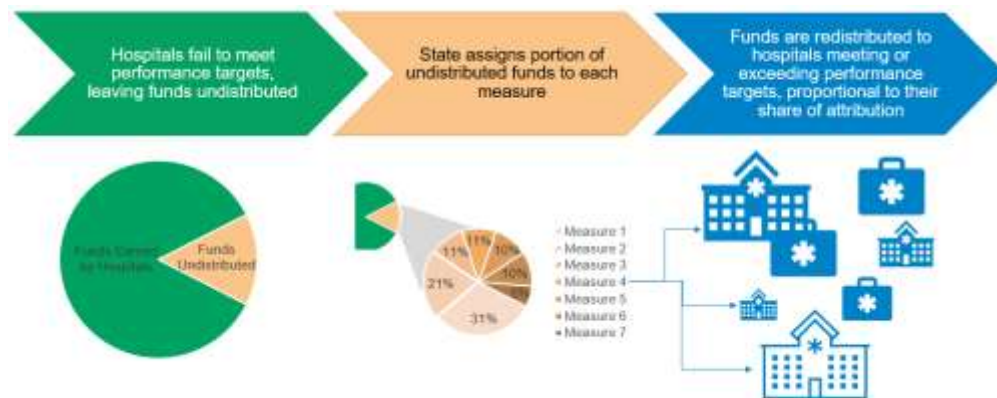 Hospitals fail to meet
performance targets,
leaving funds undistributed
State assigns portion of
undistributed funds to each
measure
Funds are redistributed to
hospitals meeting or
exceeding performance
targets, proportional to their
share of attribution
Funds Earned
by Hospitals
Funds
Undistributed
11%
11%
10%
10%
21%
31%
Measure 1
Measure 2
Measure 3
Measure 4
Measure 5
Measure 6
Measure 7